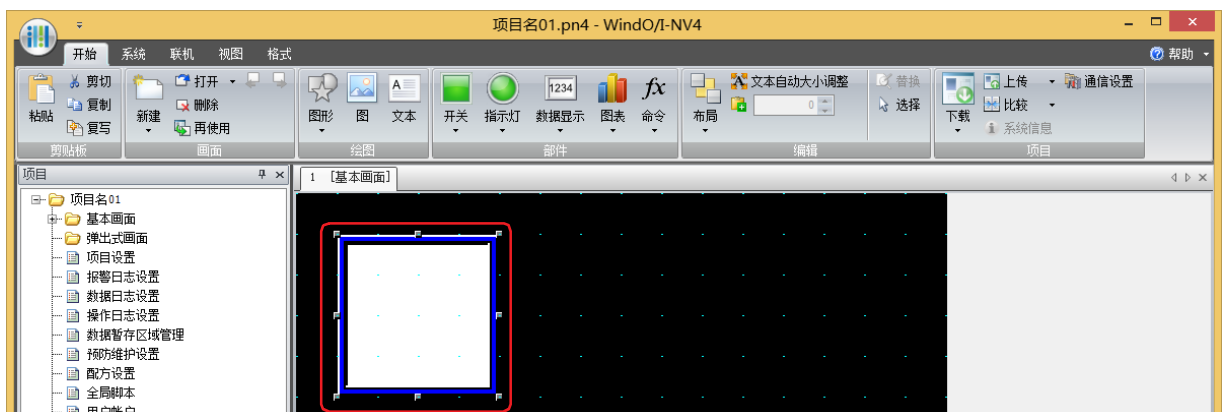 项目名01.pn4 - WindO/I-NV4
开始 系统 联机 视图 格式 帮助
剪切 打开 A 文本自动大小调整 替换 上传 通信设置
复制 删除 1234 fx 0 选择 比较
粘贴 复写 新建 再使用 图形 图 文本 开关 指示灯 数据显示 图表 命令 布局 下载 系统信息
剪贴板 画面 绘图 部件 编辑 项目
项目 1 [基本画面]
项目名01
基本画面
弹出式画面
项目设置
报警日志设置
数据日志设置
操作日志设置
数据暂存区域管理
预防维护设置
配方设置
全局脚本
用户帐户